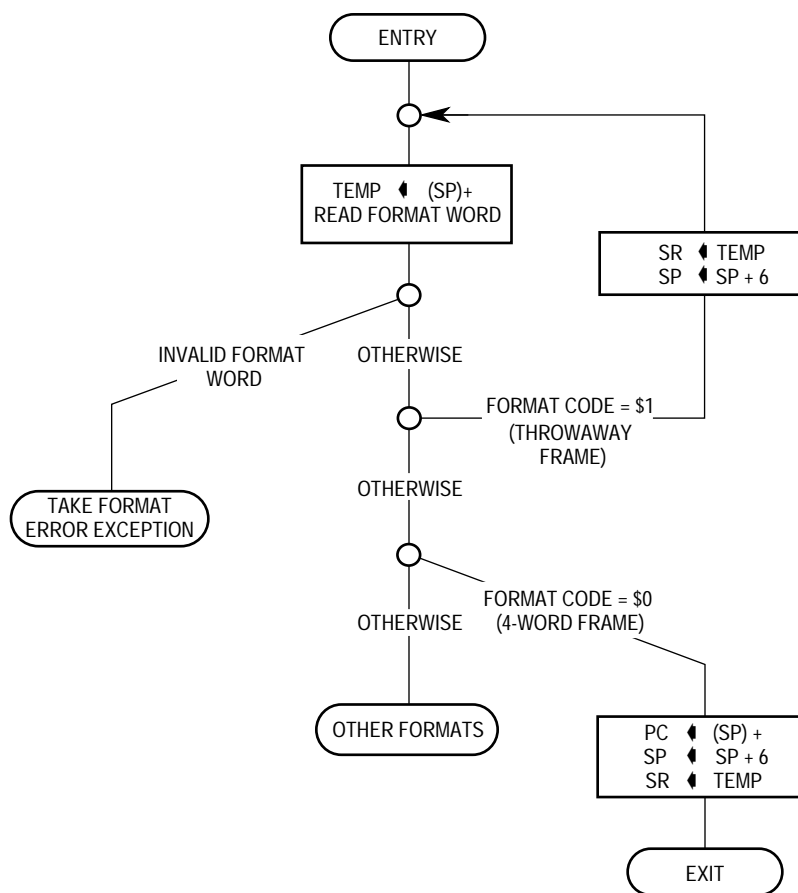 ENTRY
TEMP ← (SP)+
READ FORMAT WORD
SR ← TEMP
SP ← SP + 6
INVALID FORMAT
WORD
OTHERWISE
FORMAT CODE = $1
(THROWAWAY
FRAME)
TAKE FORMAT
ERROR EXCEPTION
OTHERWISE
FORMAT CODE = $0
(4-WORD FRAME)
OTHERWISE
OTHER FORMATS
PC ← (SP) +
SP ← SP + 6
SR ← TEMP
EXIT